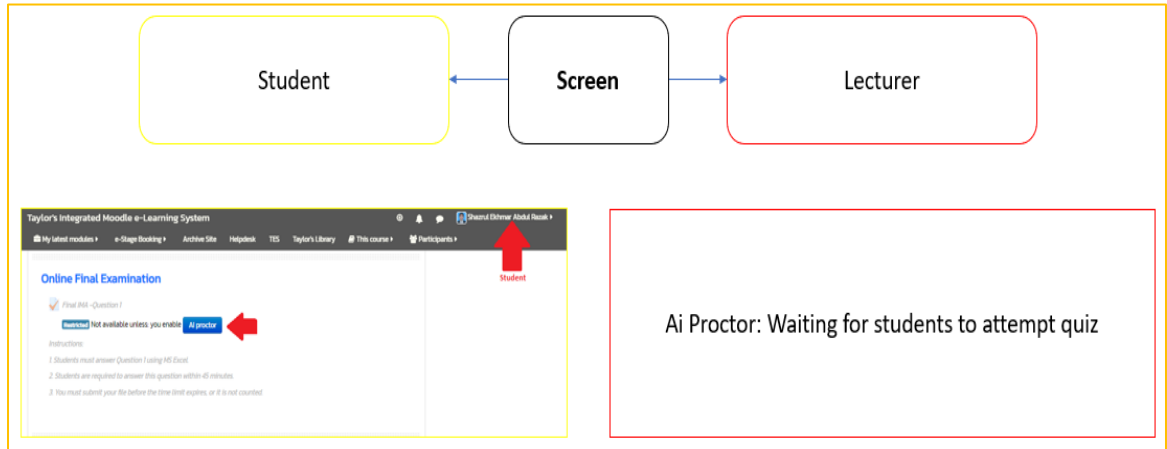 Student
Screen
Lecturer
Taylor's Integrated Moodle e-Learning System
Shazrul Ekhmar Abdul Razak
My latest modules
e-Stage Booking
Archive Site
Helpdesk
TES
Taylor's Library
This course
Participants
Student
Online Final Examination
Final IMA -Question 1
Restricted Not available unless: you enable AI proctor
Instructions:
1. Students must answer Question 1 using MS Excel.
2. Students are required to answer this question within 45 minutes.
3. You must submit your file before the time limit expires, or it is not counted
Ai Proctor: Waiting for students to attempt quiz